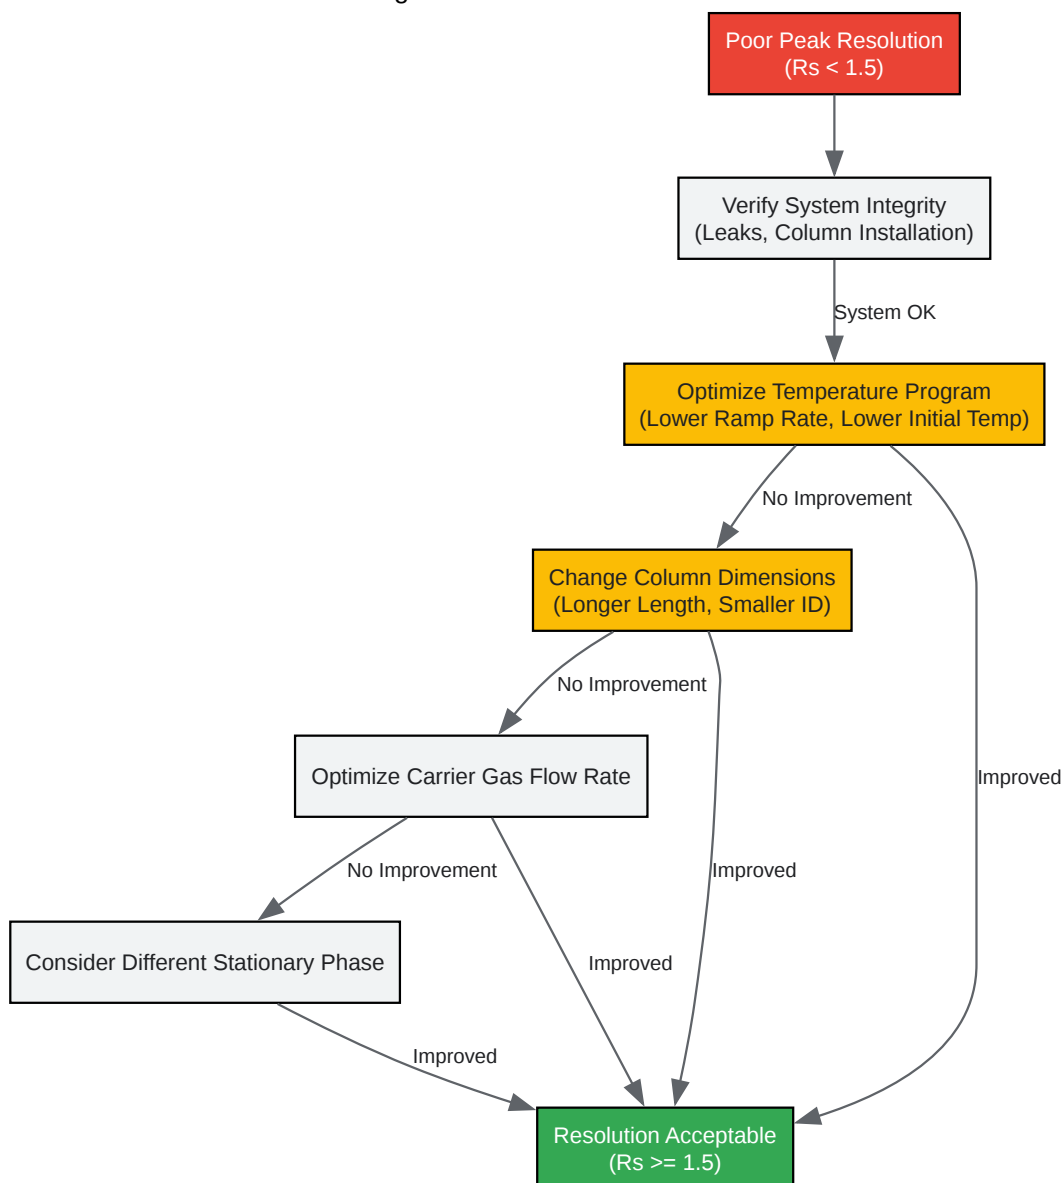 Poor Peak Resolution
(Rs < 1.5)
Verify System Integrity
(Leaks, Column Installation)
System OK
Optimize Temperature Program
(Lower Ramp Rate, Lower Initial Temp)
No Improvement
Change Column Dimensions
(Longer Length, Smaller ID)
No Improvement
Optimize Carrier Gas Flow Rate
Improved
No Improvement
Improved
Consider Different Stationary Phase
Improved
Improved
Resolution Acceptable
(Rs >= 1.5)